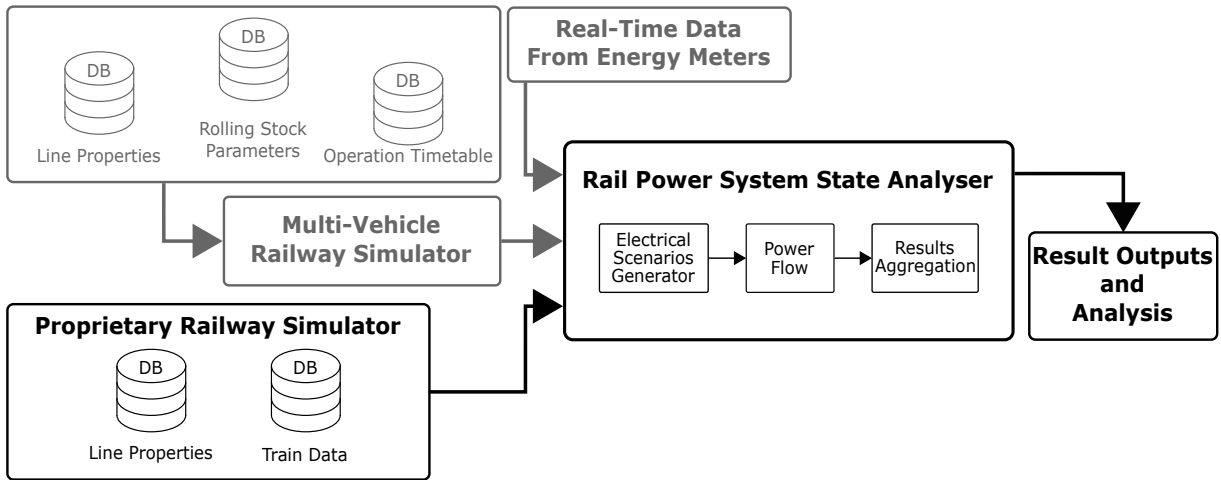 DB
DB
DB
Line Properties
Rolling Stock
Parameters
Operation Timetable
Real-Time Data
From Energy Meters
Multi-Vehicle
Railway Simulator
Proprietary Railway Simulator
DB
DB
Line Properties
Train Data
Rail Power System State Analyser
Electrical
Scenarios
Generator
Power
Flow
Results
Aggregation
Result Outputs
and
Analysis